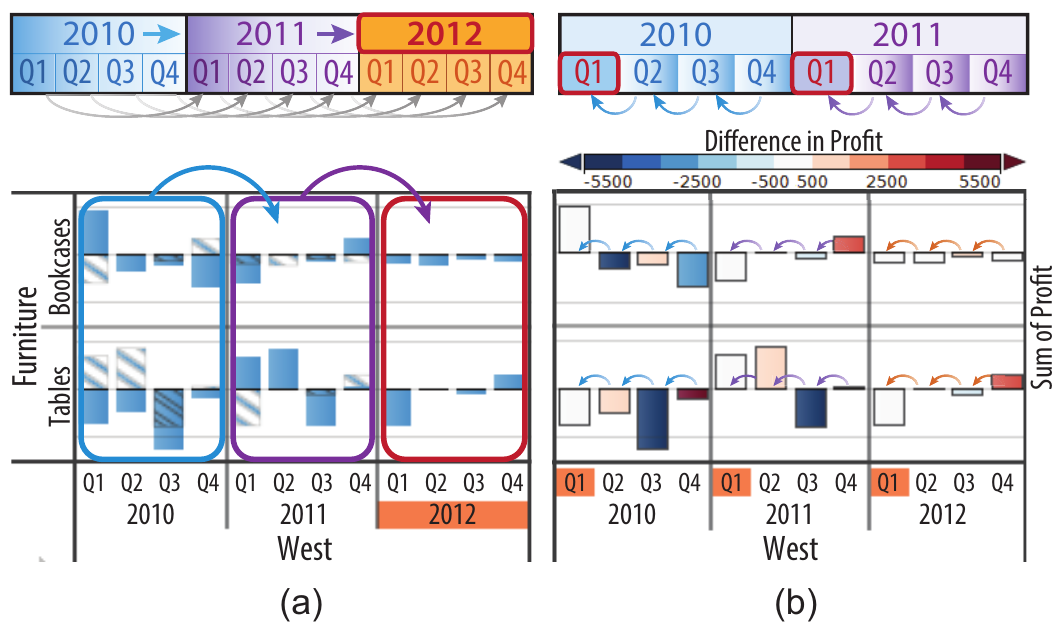 2010 2011 2012
Q1 Q2 Q3 Q4 Q1 Q2 Q3 Q4 Q1 Q2 Q3 Q4
Furniture
Bookcases
Tables
Q1 Q2 Q3 Q4 Q1 Q2 Q3 Q4 Q1 Q2 Q3 Q4
2010 2011 2012
West
(a)
2010 2011
Q1 Q2 Q3 Q4 Q1 Q2 Q3 Q4
Difference in Profit
-5500 -2500 -500 500 2500 5500
Sum of Profit
Q1 Q2 Q3 Q4 Q1 Q2 Q3 Q4 Q1 Q2 Q3 Q4
2010 2011 2012
West
(b)